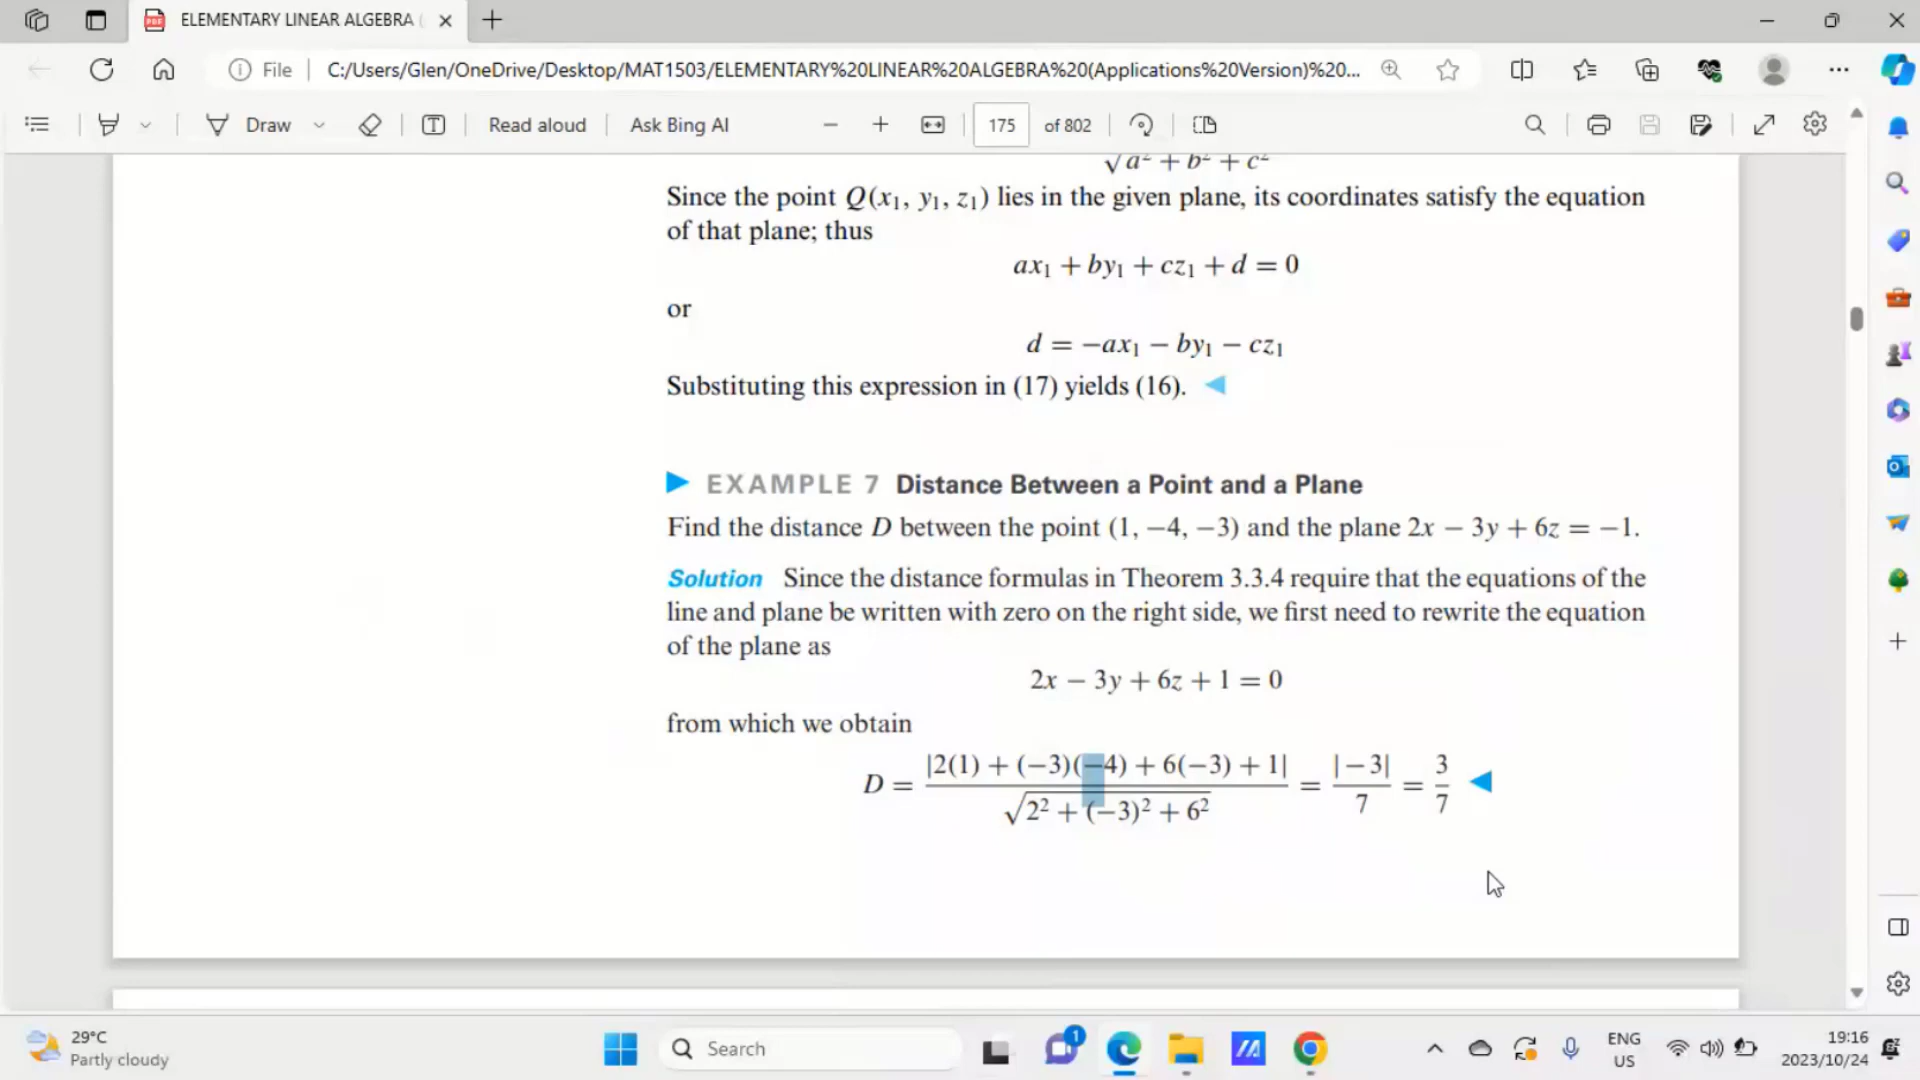 ELEMENTARY LINEAR ALGEBRA (
File
C:/Users/Glen/OneDrive/Desktop/MAT1503/ELEMENTARY%20LINEAR%20ALGEBRA%20(Applications%20Version)%20...
Draw
Read aloud
Ask Bing AI
175 of 802
√a² + b² + c²
Since the point Q(x₁, y₁, z₁) lies in the given plane, its coordinates satisfy the equation
of that plane; thus
ax₁ + by₁ + cz₁ + d = 0
or
d = −ax₁ − by₁ − cz₁
Substituting this expression in (17) yields (16). ◀
▶ EXAMPLE 7 Distance Between a Point and a Plane
Find the distance D between the point (1, −4, −3) and the plane 2x − 3y + 6z = −1.
Solution Since the distance formulas in Theorem 3.3.4 require that the equations of the
line and plane be written with zero on the right side, we first need to rewrite the equation
of the plane as
2x − 3y + 6z + 1 = 0
from which we obtain
D = |2(1) + (−3)(−4) + 6(−3) + 1| / √2² + (−3)² + 6² = |−3| / 7 = 3 / 7 ◀
29°C
Partly cloudy
Search
1
ENG
US
19:16
2023/10/24